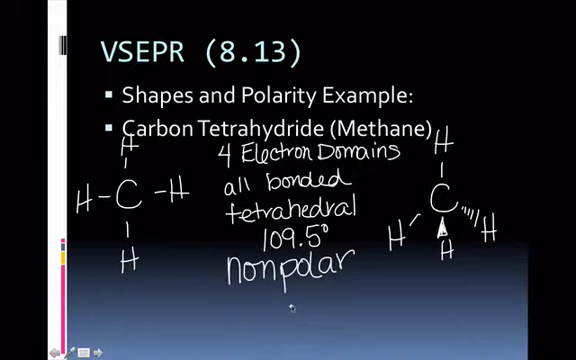 VSEPR (8.13)
Shapes and Polarity Example:
Carbon Tetrahydride (Methane)
H
H - C - H
H
4 Electron Domains
all bonded
tetrahedral
109.5°
nonpolar
H
C
H H
H